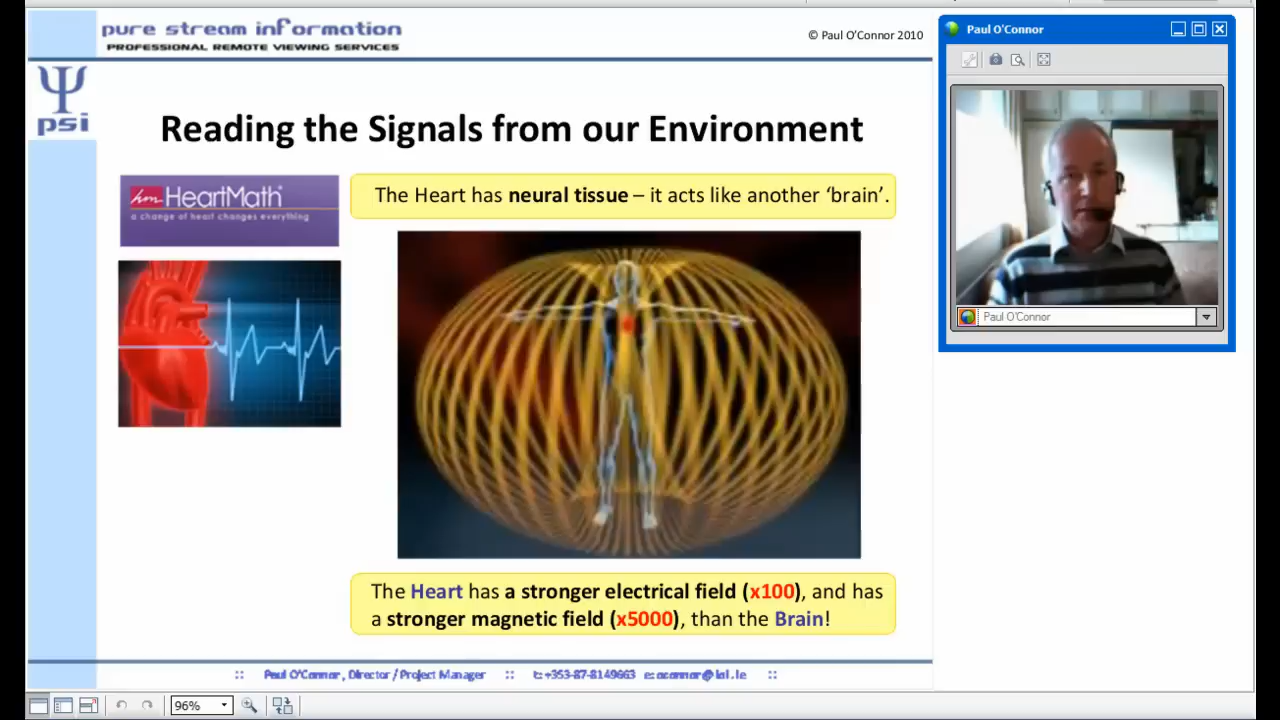 pure stream information
PROFESSIONAL REMOTE VIEWING SERVICES
© Paul O'Connor 2010
psi
Reading the Signals from our Environment
hm HeartMath®
a change of heart changes everything
The Heart has neural tissue – it acts like another ‘brain’.
The Heart has a stronger electrical field (x100), and has
a stronger magnetic field (x5000), than the Brain!
:: Paul O'Connor, Director / Project Manager :: t: +353-87-8149663 e: oconnor@iol.ie ::
Paul O'Connor
Paul O'Connor
96%